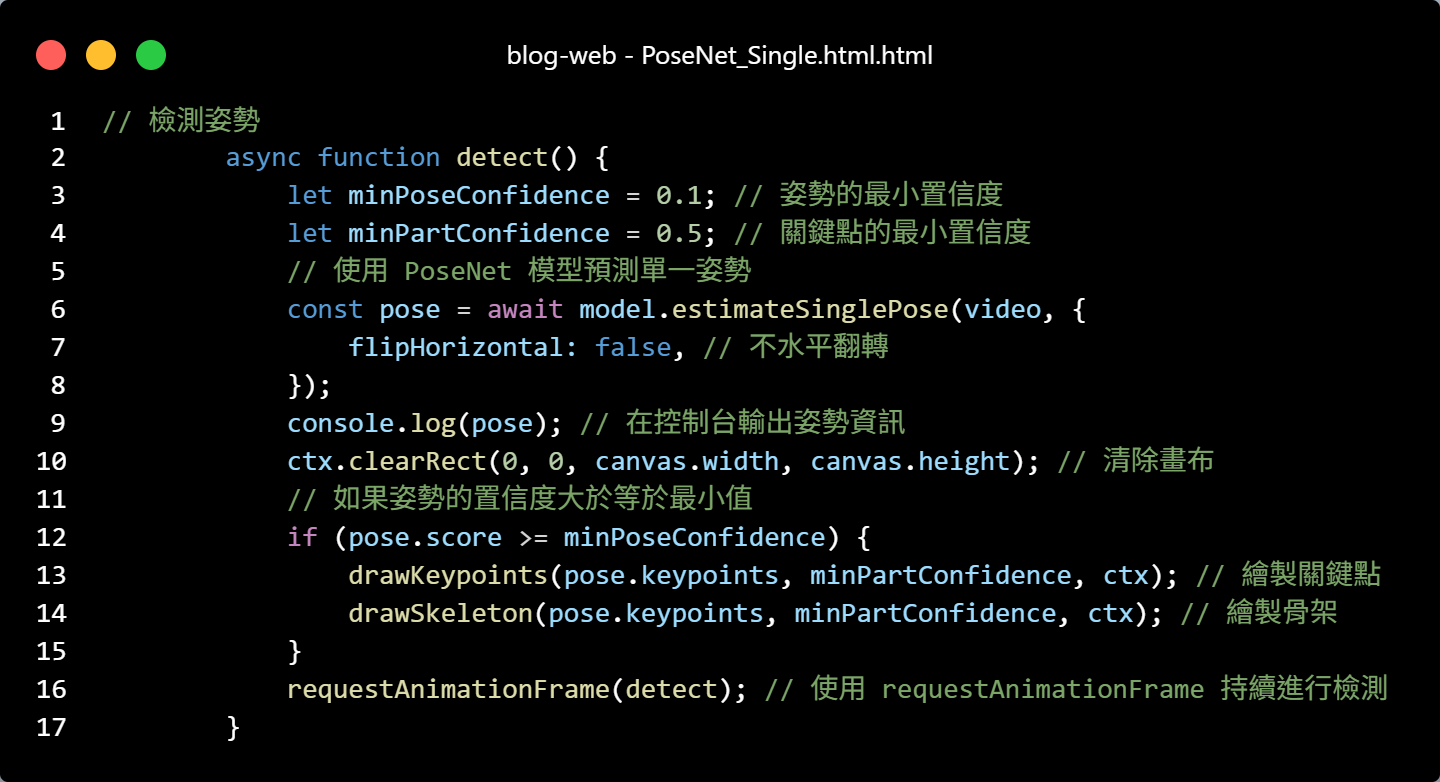 blog-web - PoseNet_Single.html.html
1 // 檢測姿勢
2 async function detect() {
3 let minPoseConfidence = 0.1; // 姿勢的最小置信度
4 let minPartConfidence = 0.5; // 關鍵點的最小置信度
5 // 使用 PoseNet 模型預測單一姿勢
6 const pose = await model.estimateSinglePose(video, {
7 flipHorizontal: false, // 不水平翻轉
8 });
9 console.log(pose); // 在控制台輸出姿勢資訊
10 ctx.clearRect(0, 0, canvas.width, canvas.height); // 清除畫布
11 // 如果姿勢的置信度大於等於最小值
12 if (pose.score >= minPoseConfidence) {
13 drawKeypoints(pose.keypoints, minPartConfidence, ctx); // 繪製關鍵點
14 drawSkeleton(pose.keypoints, minPartConfidence, ctx); // 繪製骨架
15 }
16 requestAnimationFrame(detect); // 使用 requestAnimationFrame 持續進行檢測
17 }